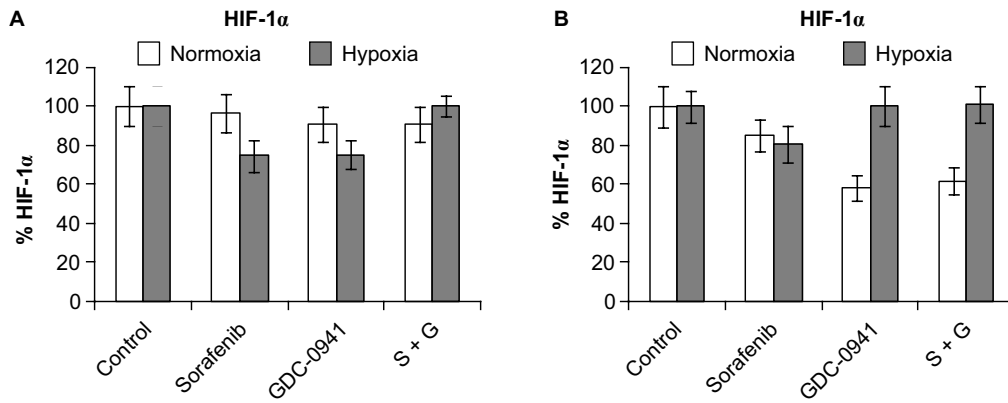 A
HIF-1α
Normoxia
Hypoxia
120
100
80
60
40
20
0
% HIF-1α
Control
Sorafenib
GDC-0941
S + G
B
HIF-1α
Normoxia
Hypoxia
120
100
80
60
40
20
0
% HIF-1α
Control
Sorafenib
GDC-0941
S + G